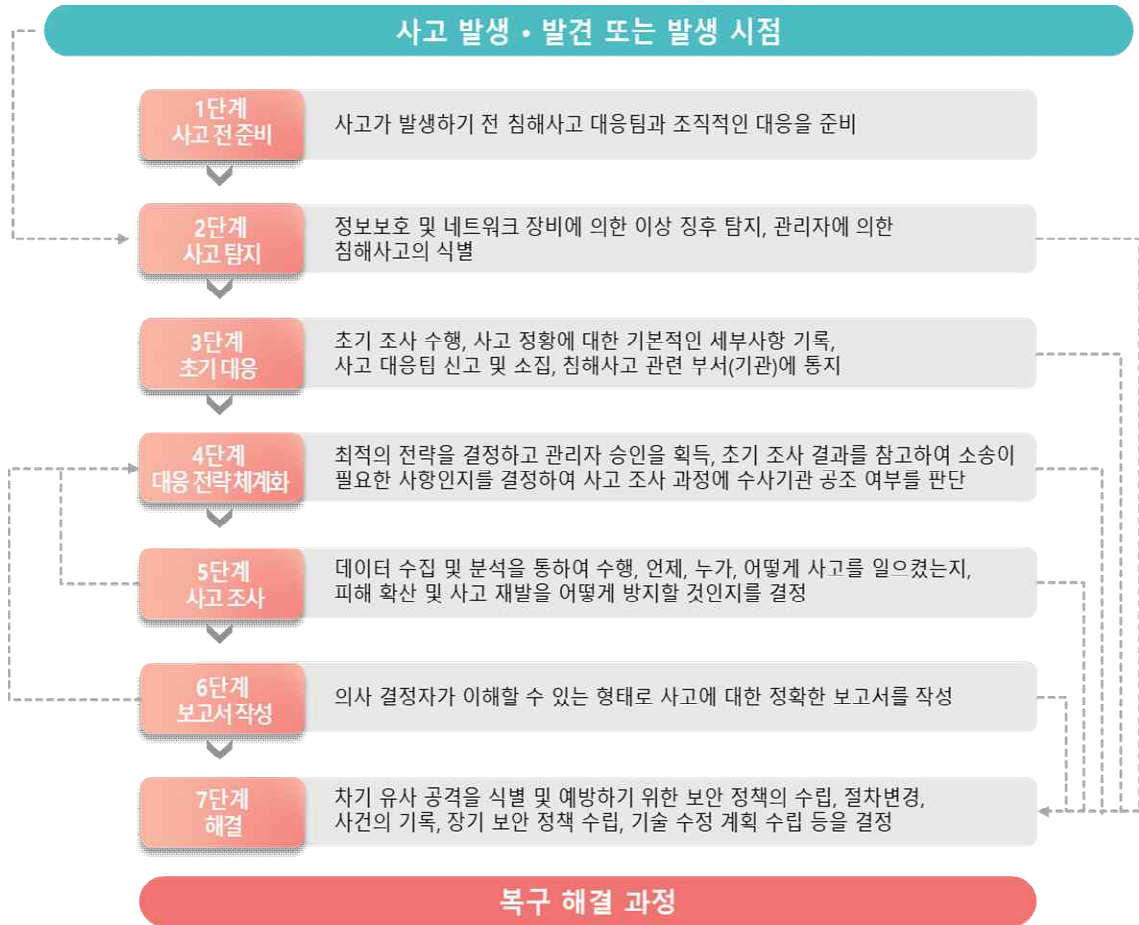 사고 발생 • 발견 또는 발생 시점
1단계
사고 전 준비
사고가 발생하기 전 침해사고 대응팀과 조직적인 대응을 준비
2단계
사고 탐지
정보보호 및 네트워크 장비에 의한 이상 징후 탐지, 관리자에 의한
침해사고의 식별
3단계
초기 대응
초기 조사 수행, 사고 정황에 대한 기본적인 세부사항 기록,
사고 대응팀 신고 및 소집, 침해사고 관련 부서(기관)에 통지
4단계
대응 전략 체계화
최적의 전략을 결정하고 관리자 승인을 획득, 초기 조사 결과를 참고하여 소송이
필요한 사항인지를 결정하여 사고 조사 과정에 수사기관 공조 여부를 판단
5단계
사고 조사
데이터 수집 및 분석을 통하여 수행, 언제, 누가, 어떻게 사고를 일으켰는지,
피해 확산 및 사고 재발을 어떻게 방지할 것인지를 결정
6단계
보고서 작성
의사 결정자가 이해할 수 있는 형태로 사고에 대한 정확한 보고서를 작성
7단계
해결
차기 유사 공격을 식별 및 예방하기 위한 보안 정책의 수립, 절차변경,
사건의 기록, 장기 보안 정책 수립, 기술 수정 계획 수립 등을 결정
복구 해결 과정